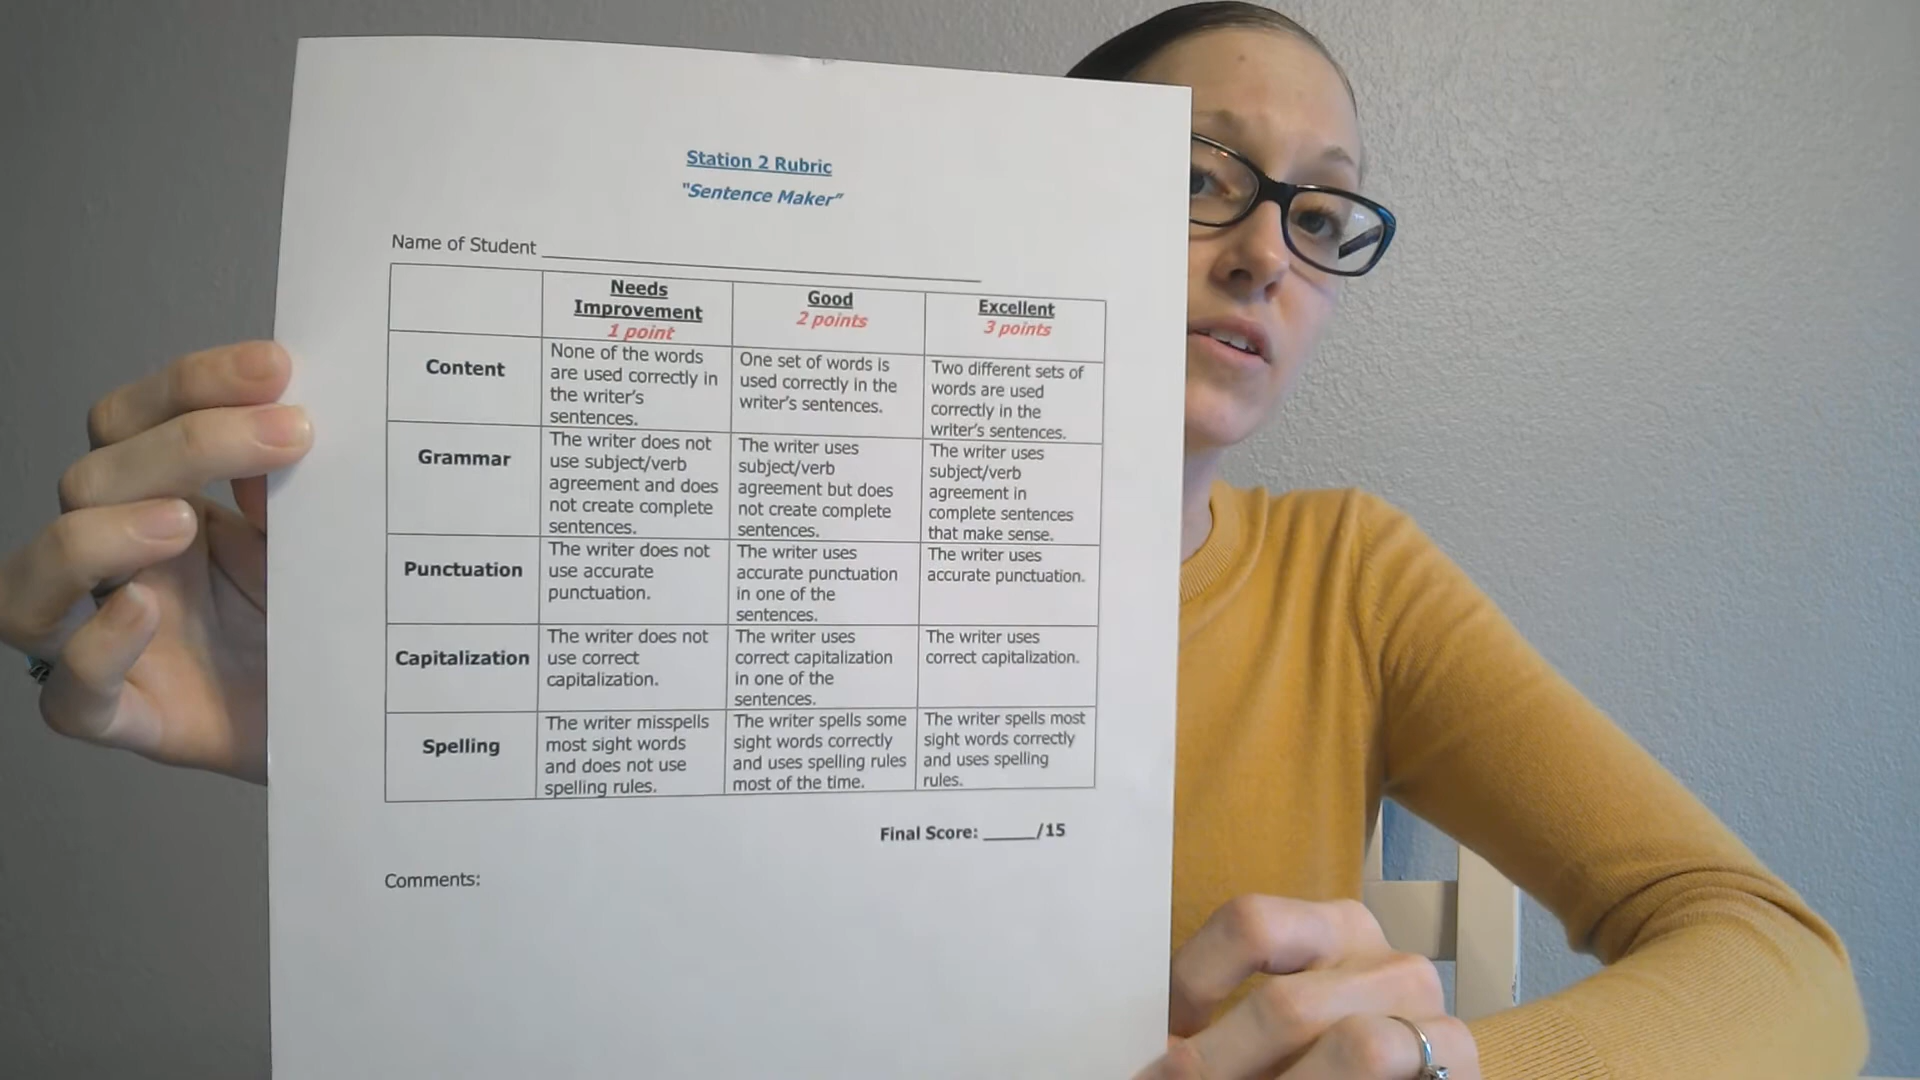 Station 2 Rubric
"Sentence Maker"
Name of Student
Needs
Improvement
1 point
Good
2 points
Excellent
3 points
Content
None of the words
are used correctly in
the writer's
sentences.
One set of words is
used correctly in the
writer's sentences.
Two different sets of
words are used
correctly in the
writer's sentences.
Grammar
The writer does not
use subject/verb
agreement and does
not create complete
sentences.
The writer uses
subject/verb
agreement but does
not create complete
sentences.
The writer uses
subject/verb
agreement in
complete sentences
that make sense.
Punctuation
The writer does not
use accurate
punctuation.
The writer uses
accurate punctuation
in one of the
sentences.
The writer uses
accurate punctuation.
Capitalization
The writer does not
use correct
capitalization.
The writer uses
correct capitalization
in one of the
sentences.
The writer uses
correct capitalization.
Spelling
The writer misspells
most sight words
and does not use
spelling rules.
The writer spells some
sight words correctly
and uses spelling rules
most of the time.
The writer spells most
sight words correctly
and uses spelling
rules.
Final Score: _____/15
Comments: